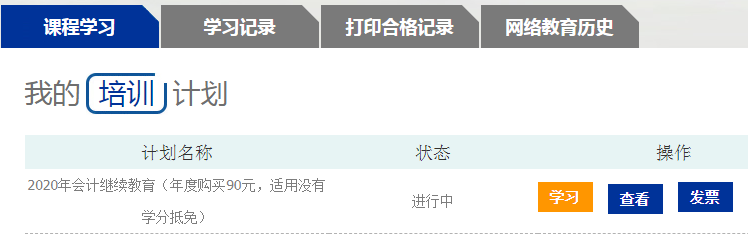 课程学习 学习记录 打印合格记录 网络教育历史
我的 培训 计划
计划名称 状态 操作
2020年会计继续教育（年度购买90元，适用没有
学分抵免）
进行中 学习 查看 发票